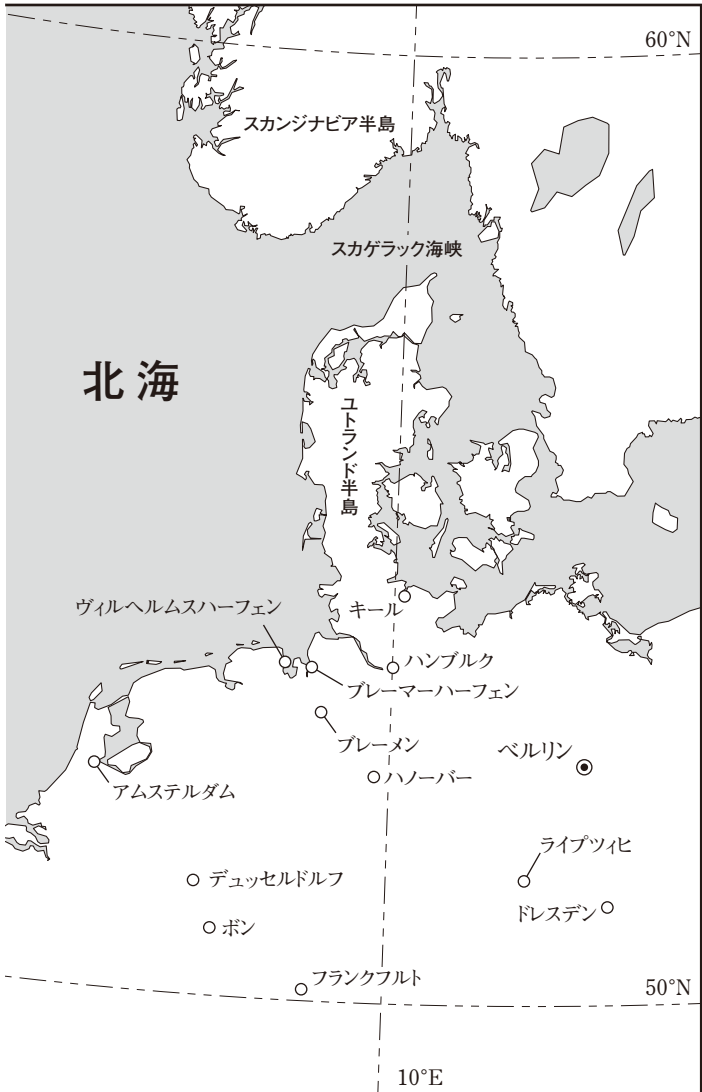 60°N
スカンジナビア半島
スカゲラック海峡
北海
ユトランド半島
キール
ヴィルヘルムスハーフェン
ハンブルク
ブレーマーハーフェン
ブレーメン
ベルリン
ハノーバー
アムステルダム
ライプツィヒ
デュッセルドルフ
ドレスデン
ボン
フランクフルト
50°N
10°E